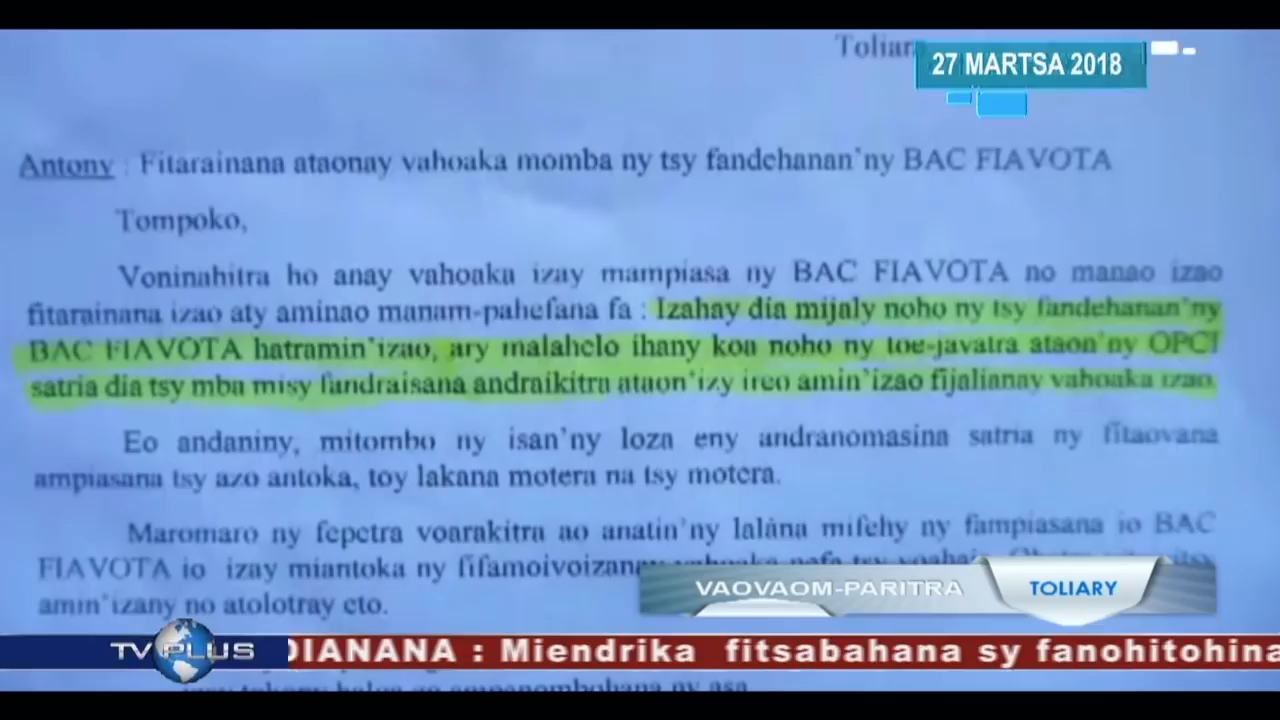 Toliar
27 MARTSA 2018
Antony : Fitarainana ataonay vahoaka momba ny tsy fandehanan'ny BAC FIAVOTA
Tompoko,
Voninahitra ho anay vahoaka izay mampiasa ny BAC FIAVOTA no manao izao
fitarainana izao aty aminao manam-pahefana fa : Izahay dia mijaly noho ny tsy fandehanan'ny
BAC FIAVOTA hatramin'izao, ary malahelo ihany koa noho ny toe-javatra ataon'ny OPCI
satria dia tsy mba misy fandraisana andraikitra ataon'izy ireo amin'izao fijalianay vahoaka izao.
Eo andaniny, mitombo ny isan'ny loza eny andranomasina satria ny fitaovana
ampiasana tsy azo antoka, toy lakana motera na tsy motera.
Maromaro ny fepetra voarakitra ao anatin'ny lalàna mifehy ny fampiasana io BAC
FIAVOTA io izay miantoka ny fifamoivoizana
amin'izany no atolotray eto.
VAOVAOM-PARITRA TOLIARY
TV PLUS DIANANA : Miendrika fitsabahana sy fanohitohina
ny asa